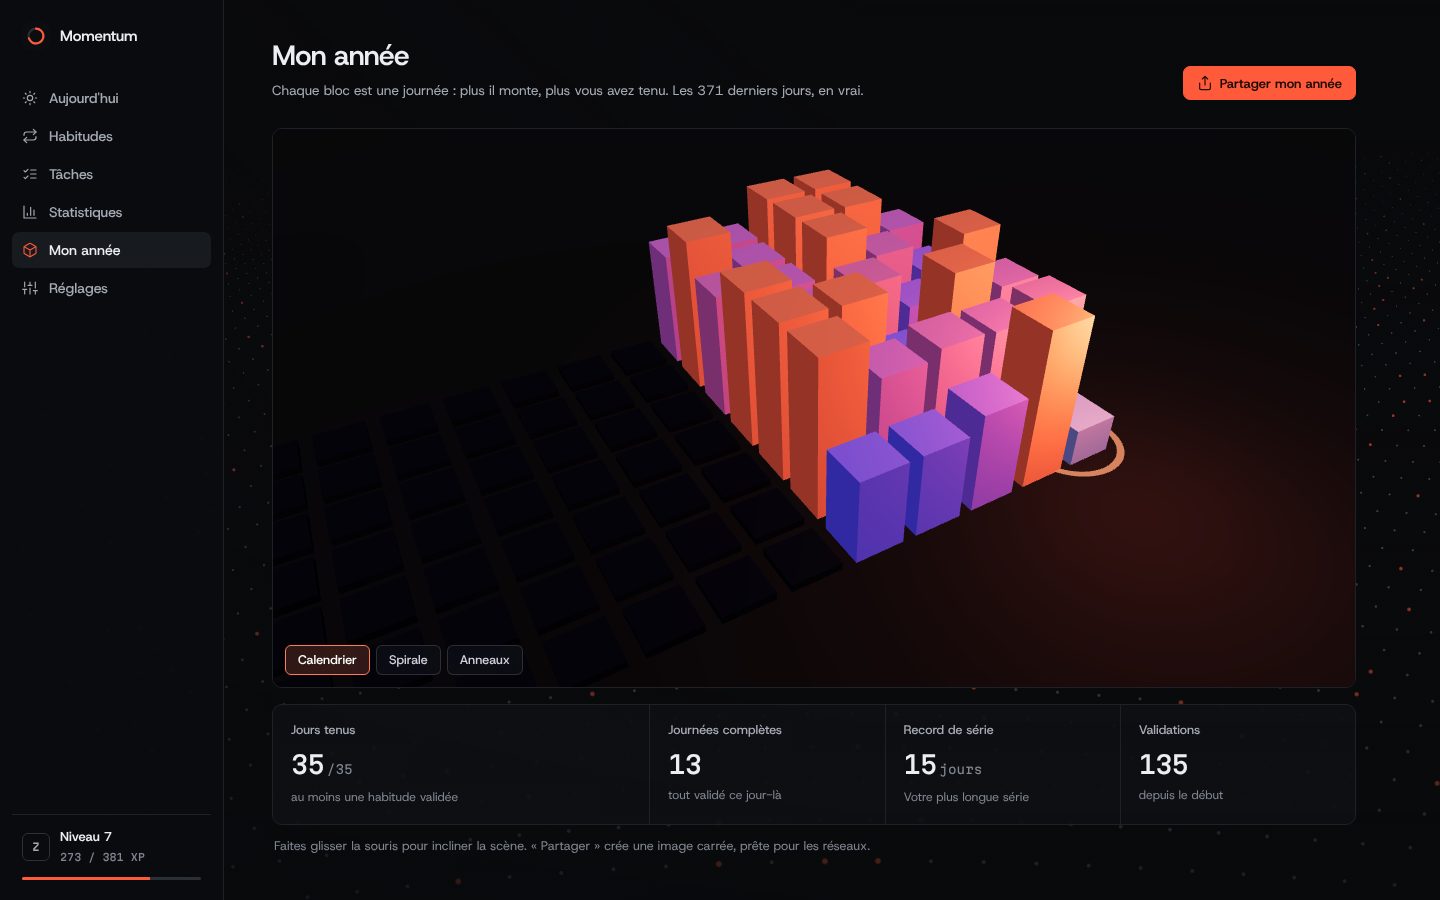 Momentum
Aujourd'hui
Habitudes
Tâches
Statistiques
Mon année
Réglages
Niveau 7
Z
273 / 381 XP
Mon année
Chaque bloc est une journée : plus il monte, plus vous avez tenu. Les 371 derniers jours, en vrai.
Partager mon année
Calendrier
Spirale
Anneaux
Jours tenus
35 /35
au moins une habitude validée
Journées complètes
13
tout validé ce jour-là
Record de série
15 jours
Votre plus longue série
Validations
135
depuis le début
Faites glisser la souris pour incliner la scène. « Partager » crée une image carrée, prête pour les réseaux.